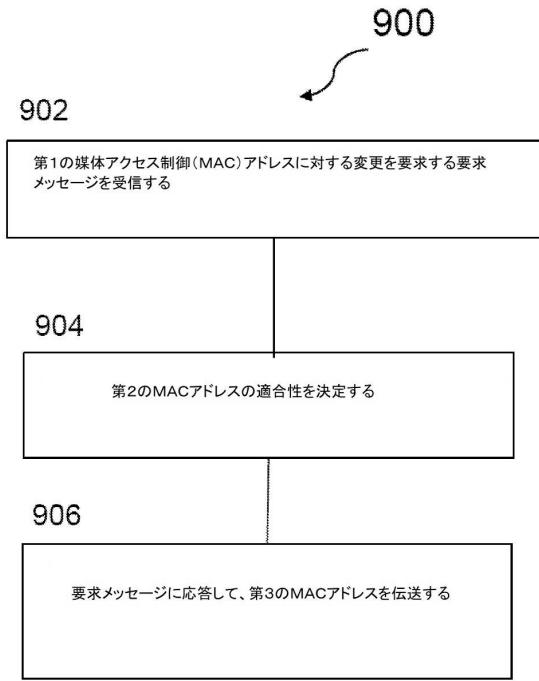 900
902
第1の媒体アクセス制御(MAC)アドレスに対する変更を要求する要求
メッセージを受信する
904
第2のMACアドレスの適合性を決定する
906
要求メッセージに応答して、第3のMACアドレスを伝送する